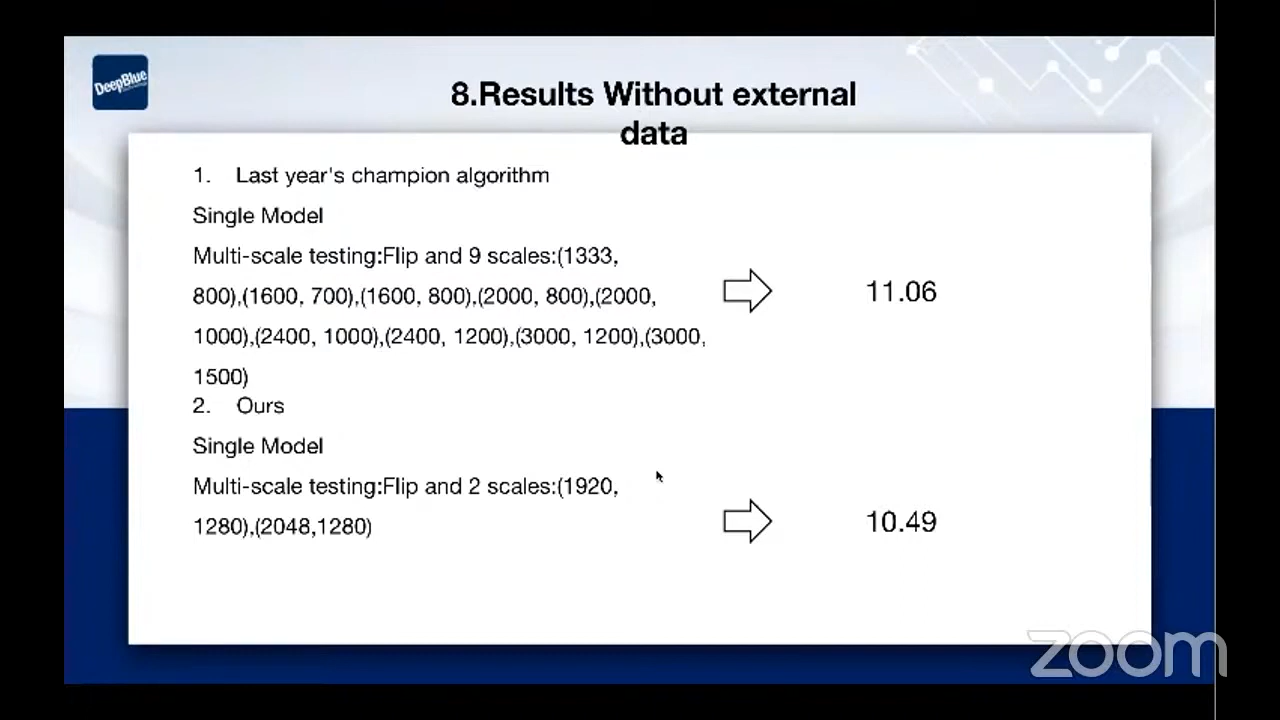 DeepBlue
8.Results Without external
data
1. Last year's champion algorithm
Single Model
Multi-scale testing:Flip and 9 scales:(1333,
800),(1600, 700),(1600, 800),(2000, 800),(2000,
1000),(2400, 1000),(2400, 1200),(3000, 1200),(3000,
1500)
11.06
2. Ours
Single Model
Multi-scale testing:Flip and 2 scales:(1920,
1280),(2048,1280)
10.49
zoom